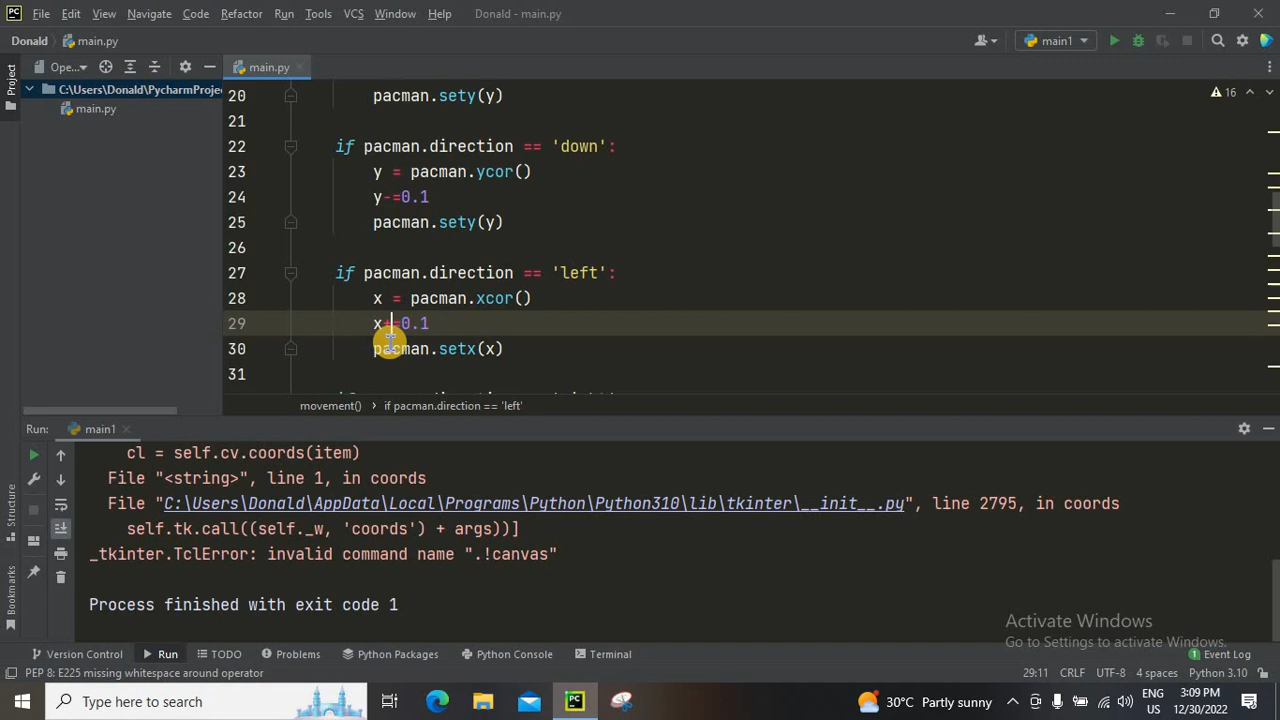 File Edit View Navigate Code Refactor Run Tools VCS Window Help Donald - main.py
Donald main.py main1
Project Ope... main.py
C:\Users\Donald\PycharmProjec
main.py
16
20 pacman.sety(y)
21
22 if pacman.direction == 'down':
23 y = pacman.ycor()
24 y-=0.1
25 pacman.sety(y)
26
27 if pacman.direction == 'left':
28 x = pacman.xcor()
29 =0.1
30 pacman.setx(x)
31
movement() if pacman.direction == 'left'
Run: main1
cl = self.cv.coords(item)
File "<string>", line 1, in coords
File "C:\Users\Donald\AppData\Local\Programs\Python\Python310\lib\tkinter\__init__.py", line 2795, in coords
self.tk.call((self._w, 'coords') + args))]
_tkinter.TclError: invalid command name ".!canvas"
Process finished with exit code 1
Structure
Bookmarks
Activate Windows
Go to Settings to activate Windows.
Version Control Run TODO Problems Python Packages Python Console Terminal 1 Event Log
PEP 8: E225 missing whitespace around operator 29:11 CRLF UTF-8 4 spaces Python 3.10
Type here to search 30°C Partly sunny ENG US 3:09 PM 12/30/2022